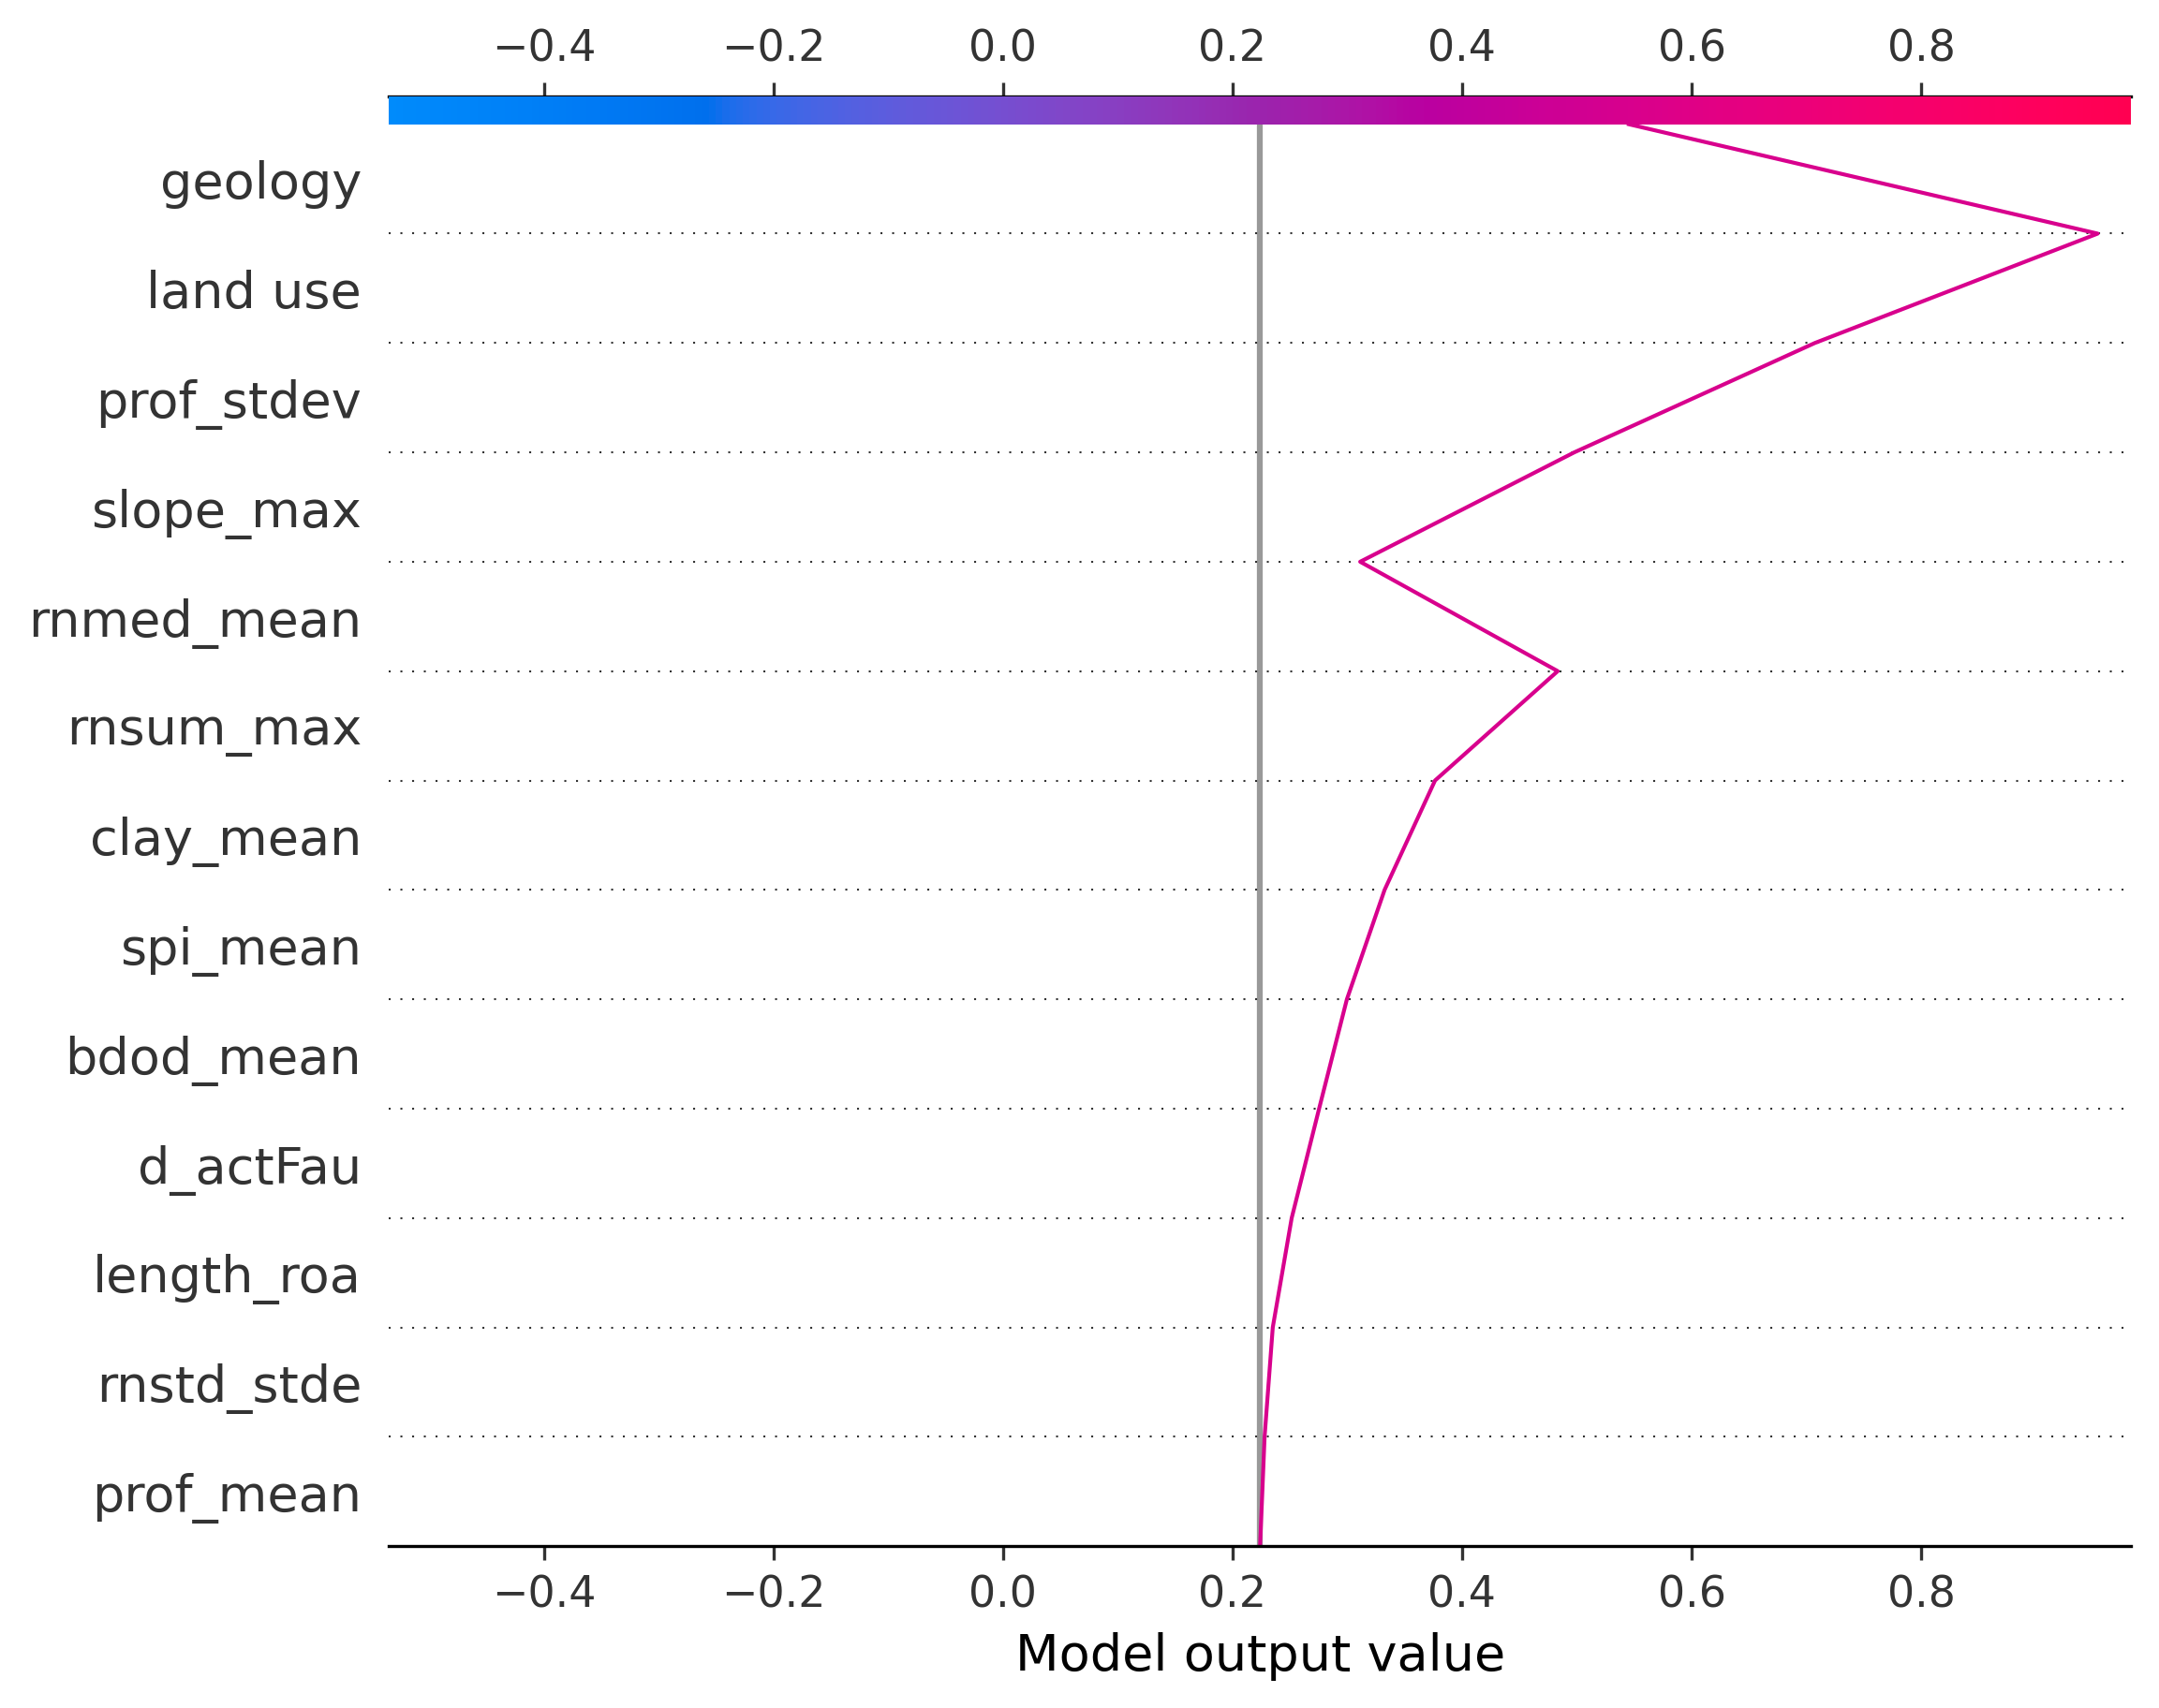 −0.4 −0.2 0.0 0.2 0.4 0.6 0.8
geology
land use
prof_stdev
slope_max
rnmed_mean
rnsum_max
clay_mean
spi_mean
bdod_mean
d_actFau
length_roa
rnstd_stde
prof_mean
−0.4 −0.2 0.0 0.2 0.4 0.6 0.8
Model output value